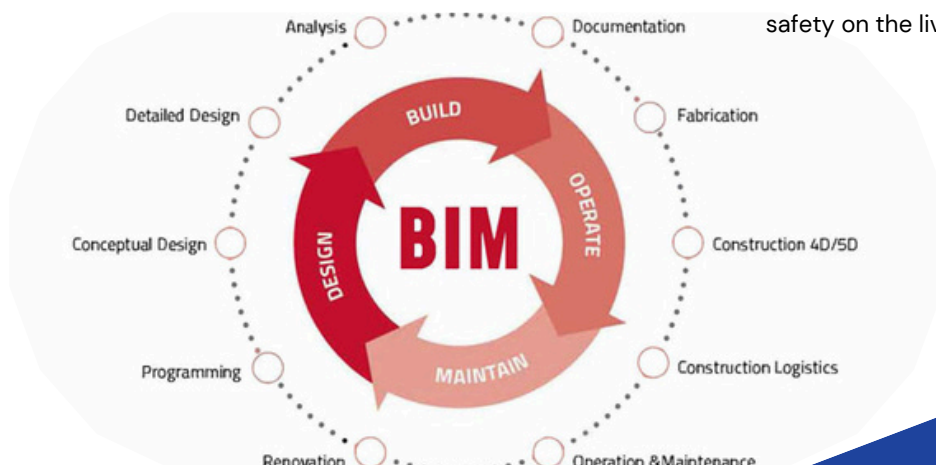 safety on the
Analysis
Documentation
Detailed Design
BUILD
Fabrication
OPERATE
BIM
Conceptual Design
Construction 4D/5D
DESIGN
Programming
MAINTAIN
Construction Logistics
Renovation
Operation &Maintenance